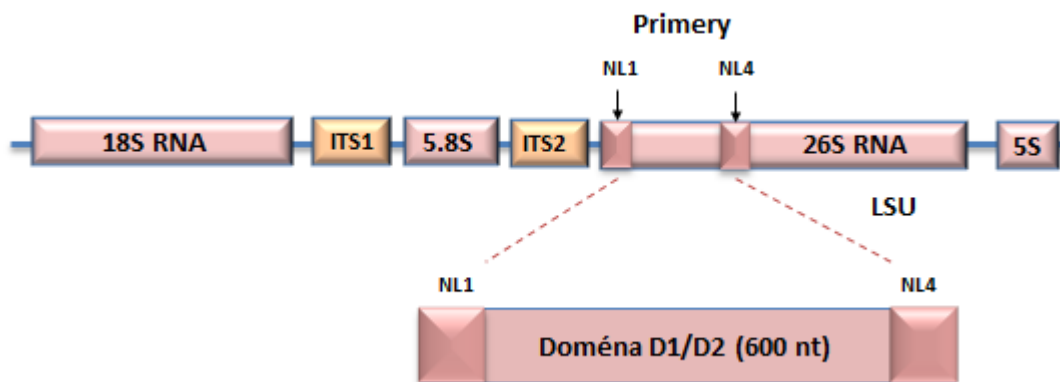 Primery
NL1 NL4
18S RNA ITS1 5.8S ITS2 26S RNA 5S
LSU
NL1 NL4
Doména D1/D2 (600 nt)